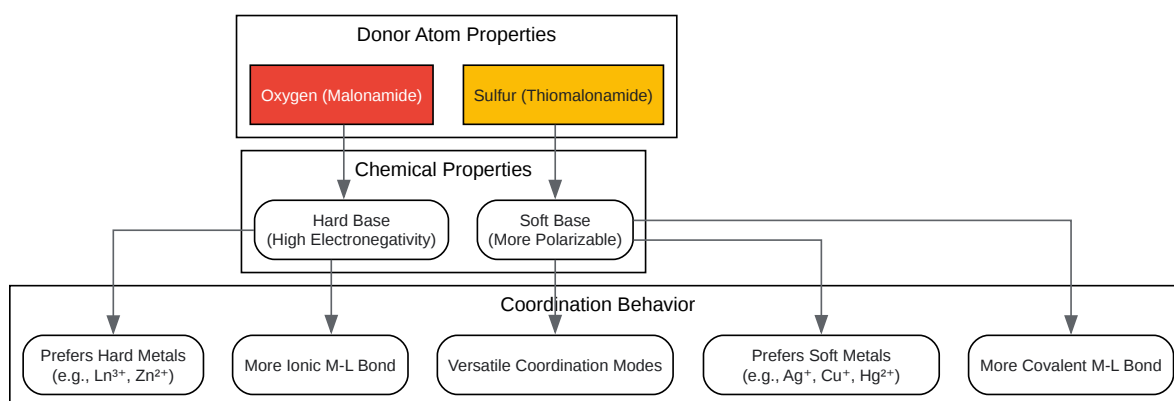 Donor Atom Properties
Oxygen (Malonamide)
Sulfur (Thiomalonamide)
Chemical Properties
Hard Base
(High Electronegativity)
Soft Base
(More Polarizable)
Coordination Behavior
Prefers Hard Metals
(e.g., Ln³⁺, Zn²⁺)
More Ionic M-L Bond
Versatile Coordination Modes
Prefers Soft Metals
(e.g., Ag⁺, Cu⁺, Hg²⁺)
More Covalent M-L Bond